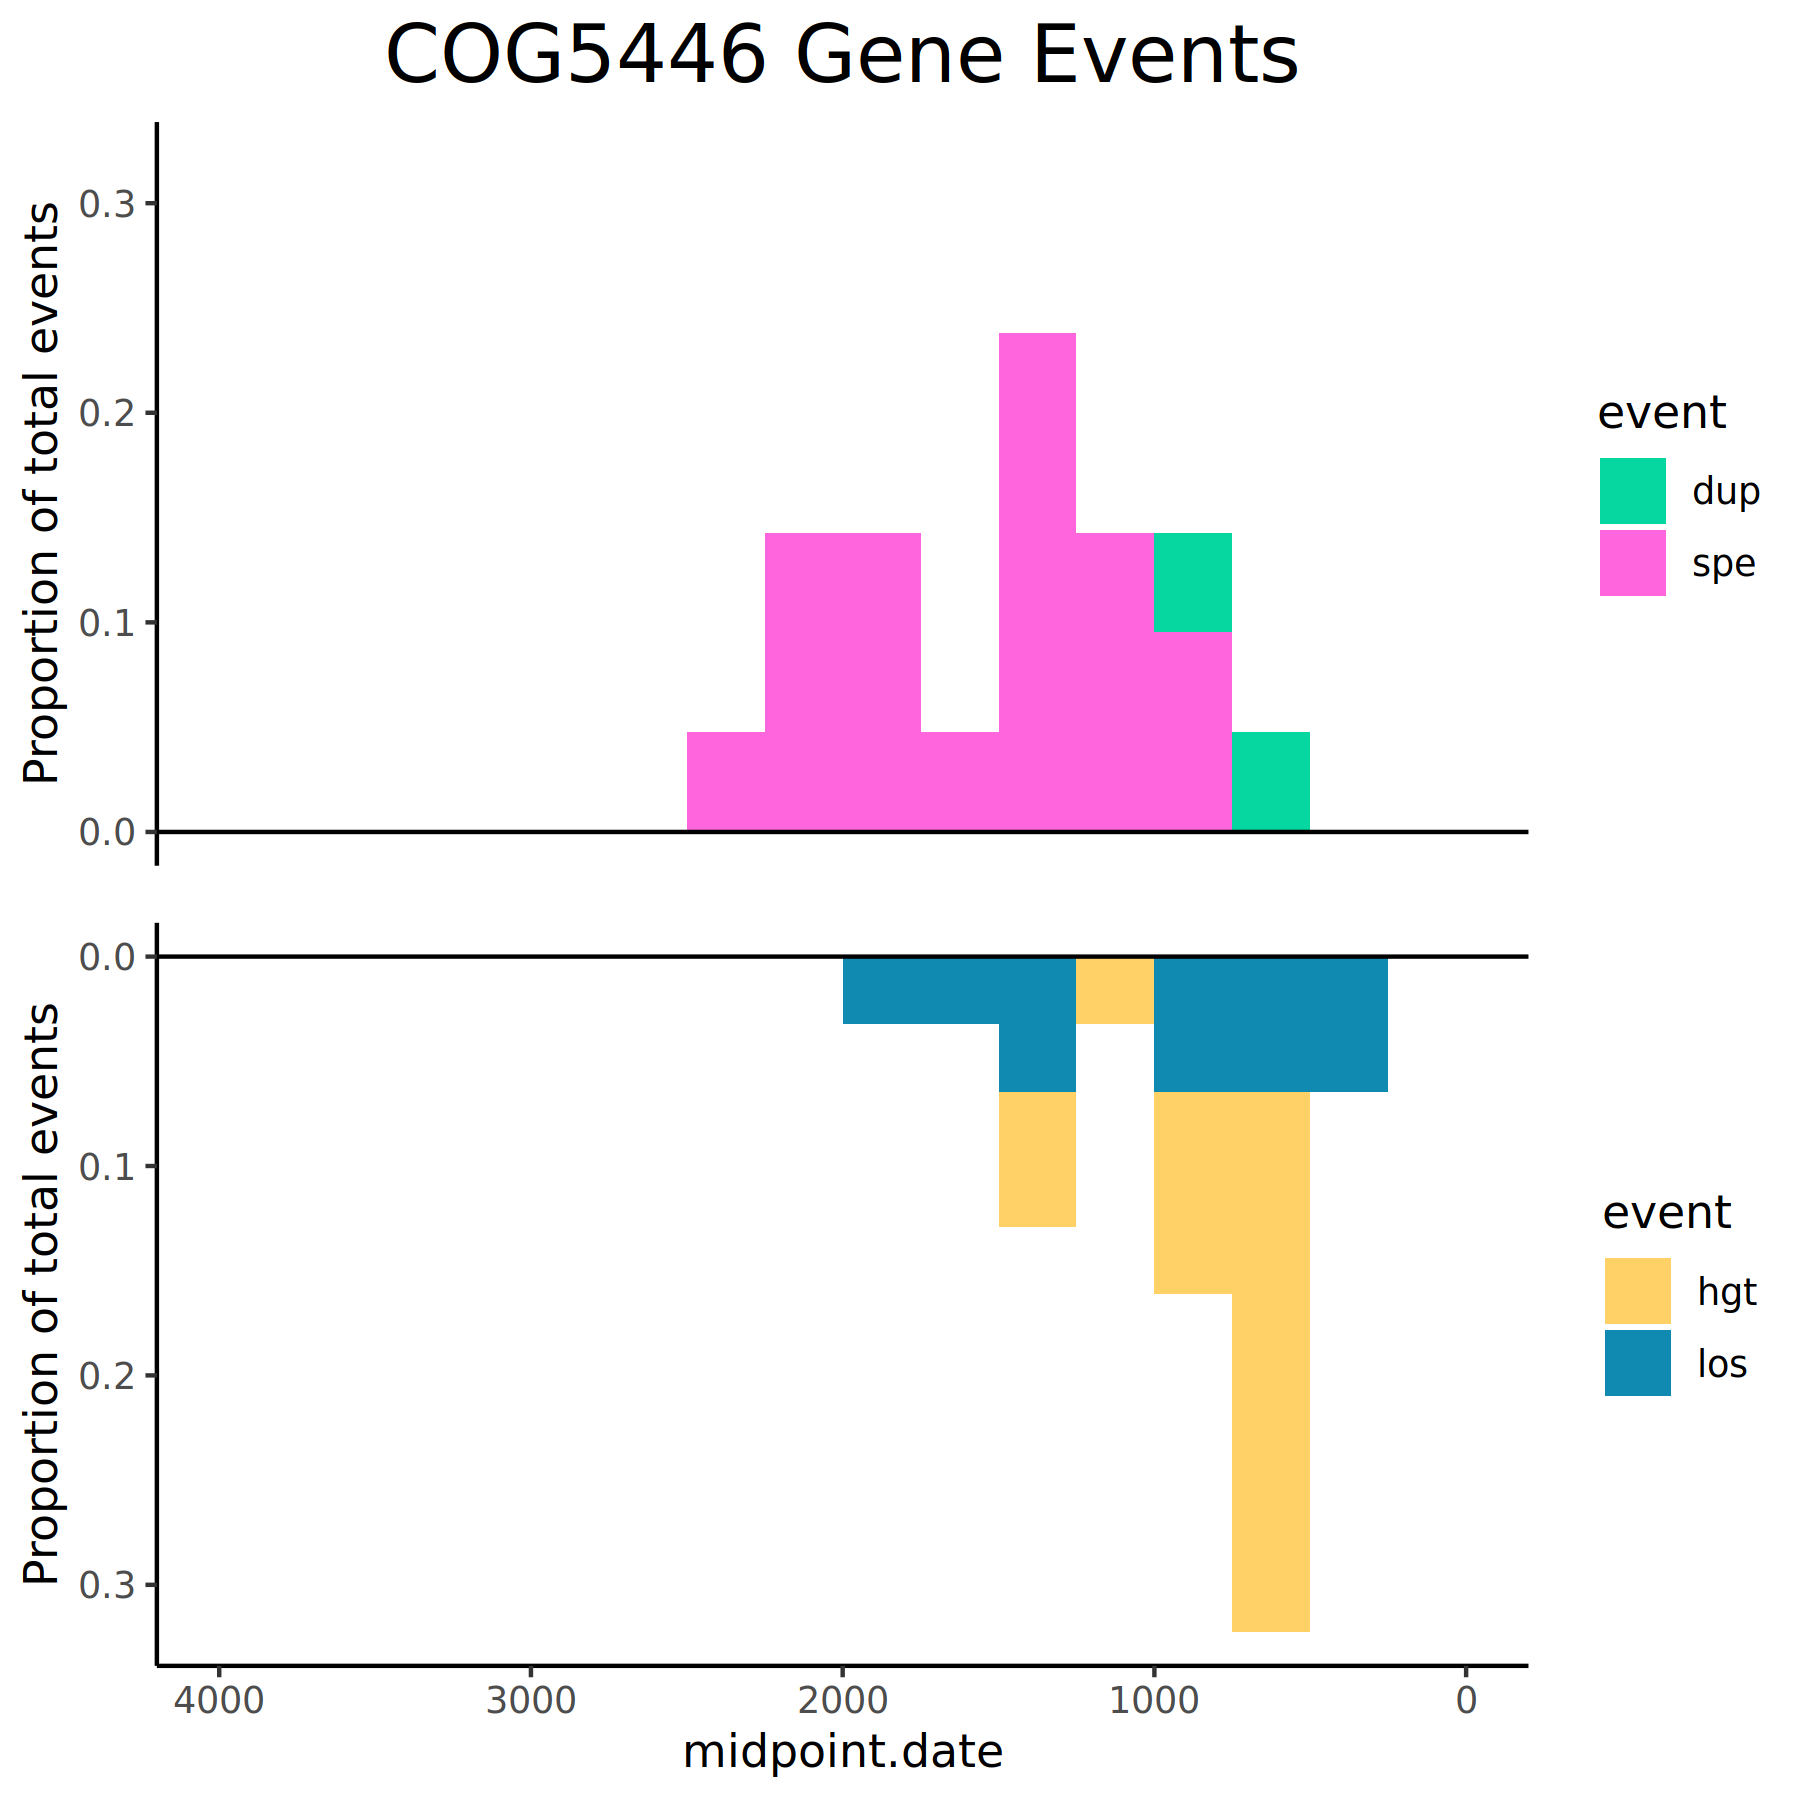 COG5446 Gene Events
Proportion of total events
0.3
0.2
0.1
0.0
event
dup
spe
Proportion of total events
0.0
0.1
0.2
0.3
event
hgt
los
4000 3000 2000 1000 0
midpoint.date